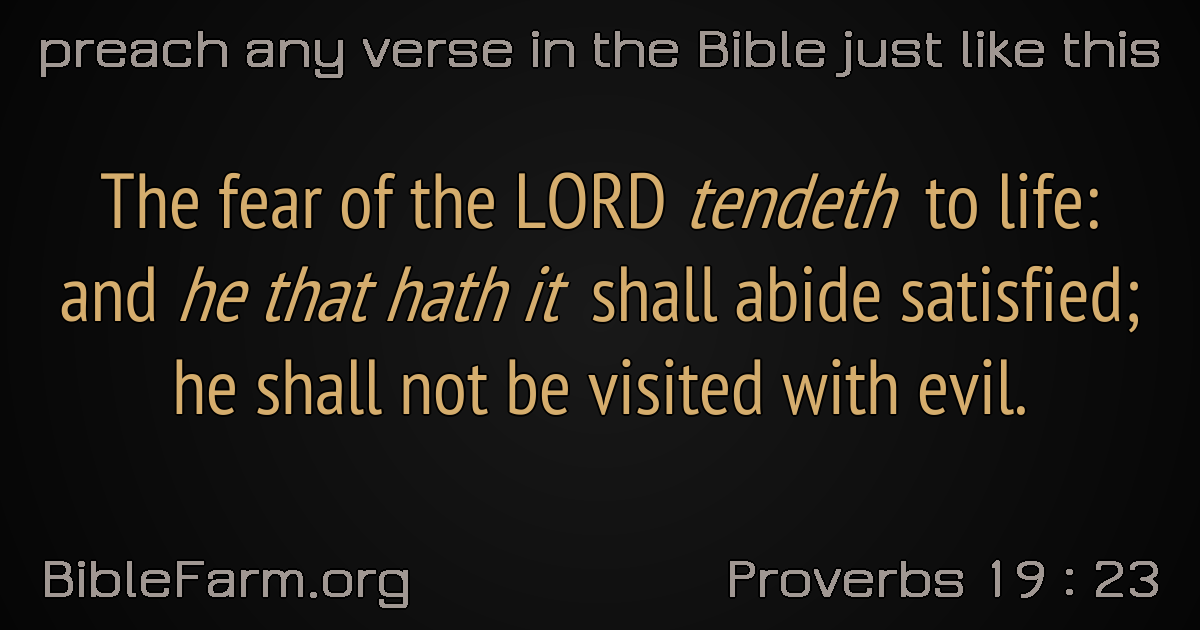 preach any verse in the Bible just like this
The fear of the LORD tendeth to life:
and he that hath it shall abide satisfied;
he shall not be visited with evil.
BibleFarm.org
Proverbs 19 : 23